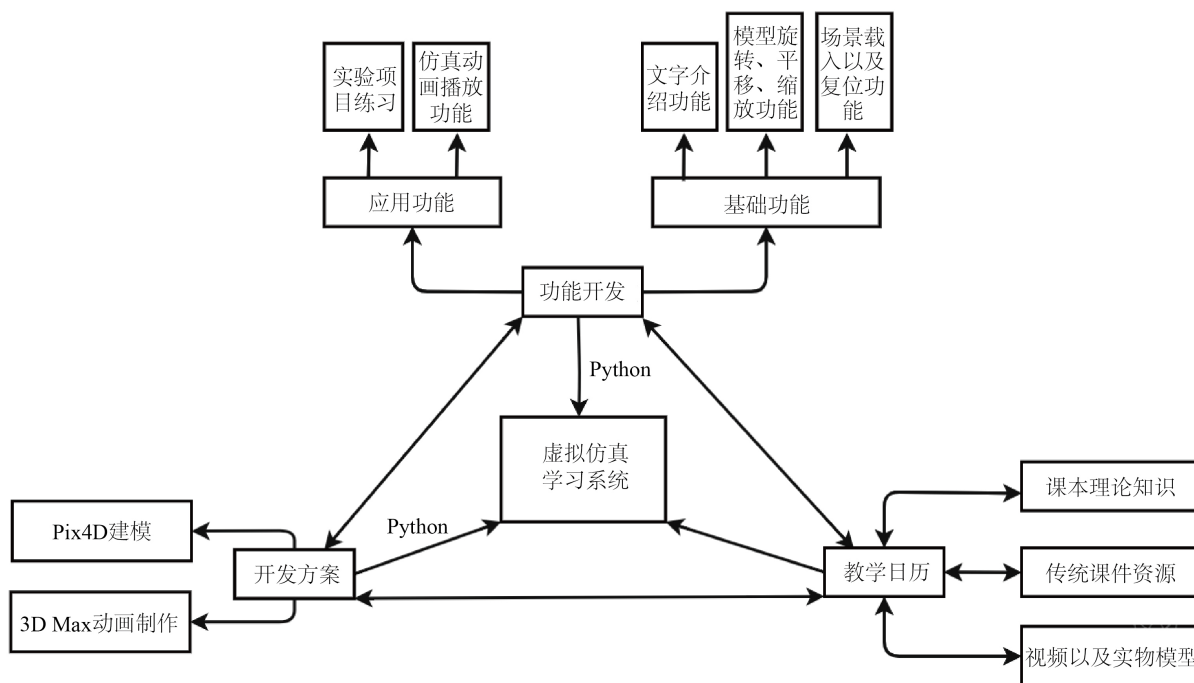 实验项
目练习
仿真动
画播放
功能
文字介
绍功能
模型旋
转、平
移、缩
放功能
场景载
入以及
复位功
能
应用功能
基础功能
功能开发
Python
虚拟仿真
学习系统
Python
Pix4D建模
开发方案
3D Max动画制作
教学日历
课本理论知识
传统课件资源
视频以及实物模型